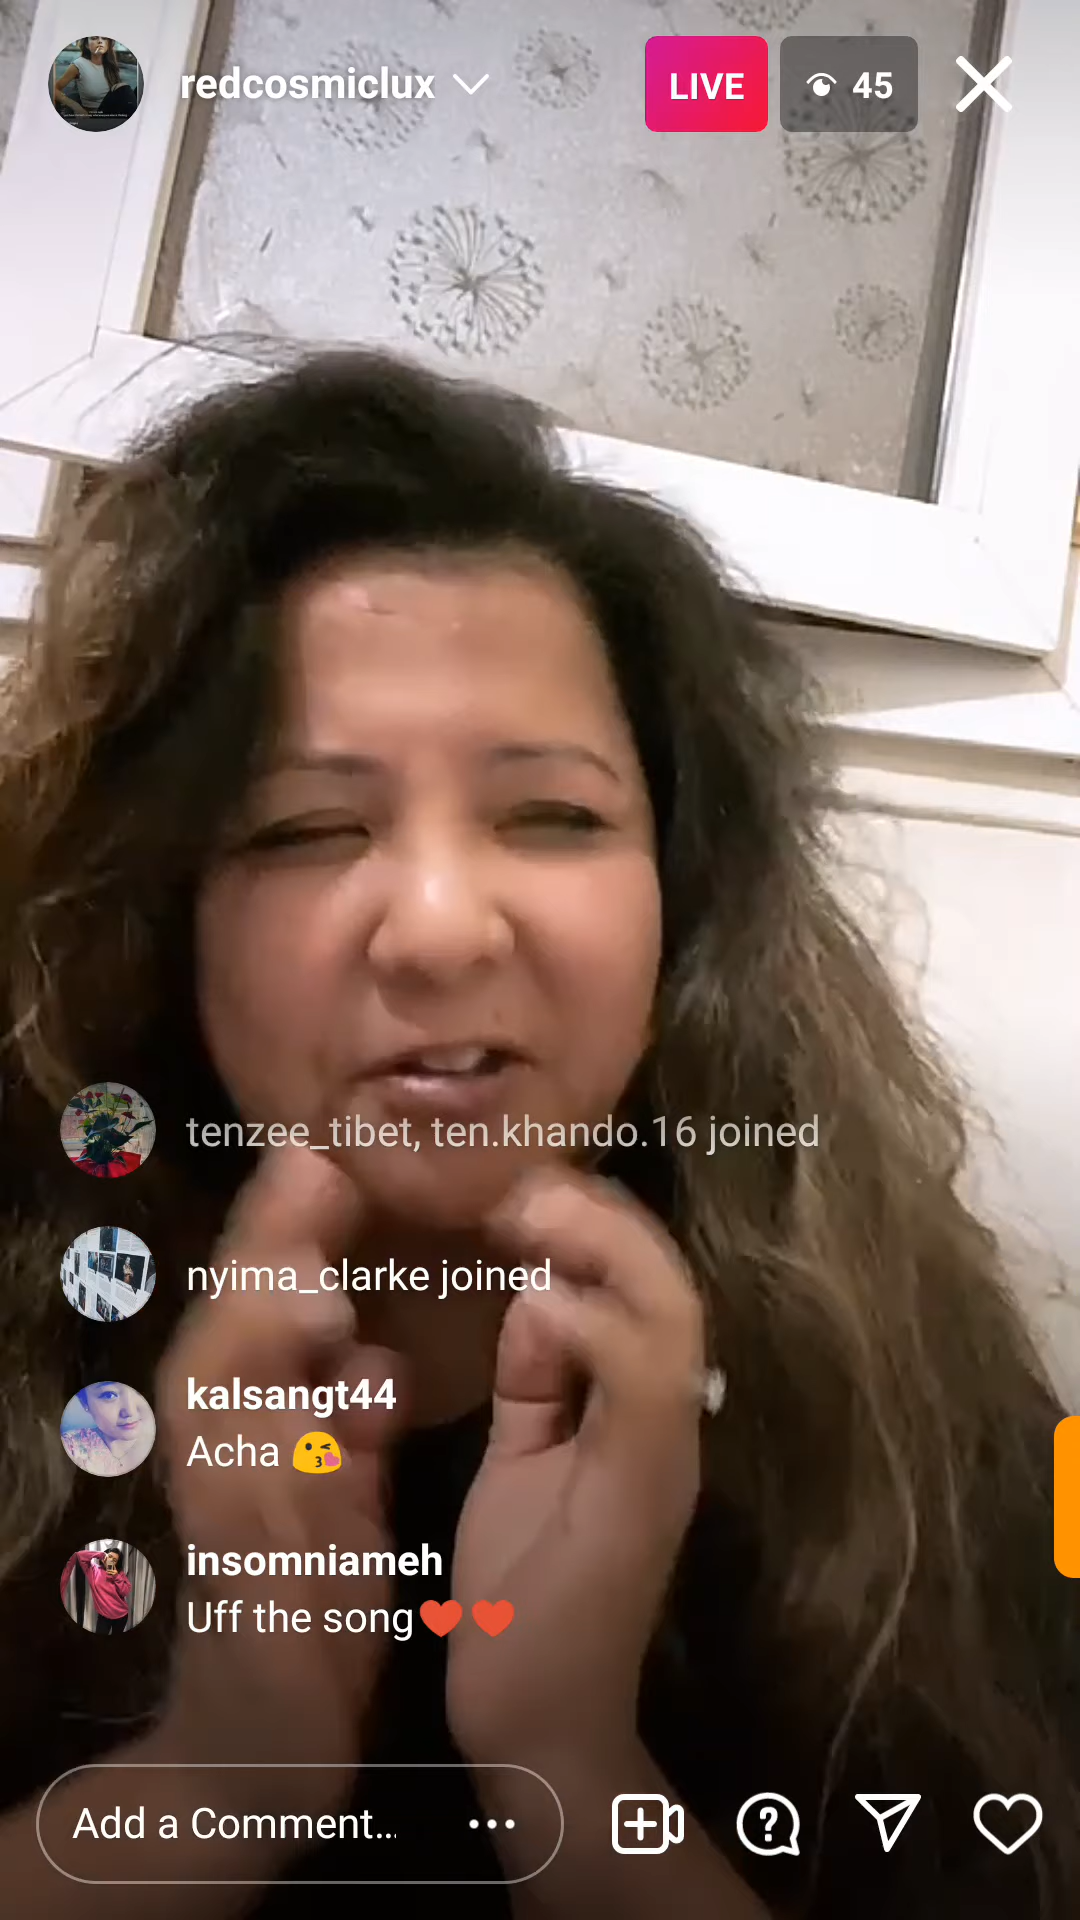 redcosmiclux
LIVE
45
tenzee_tibet, ten.khando.16 joined
nyima_clarke joined
kalsangt44
Acha 😘
insomniameh
Uff the song❤️❤️
Add a Comment...